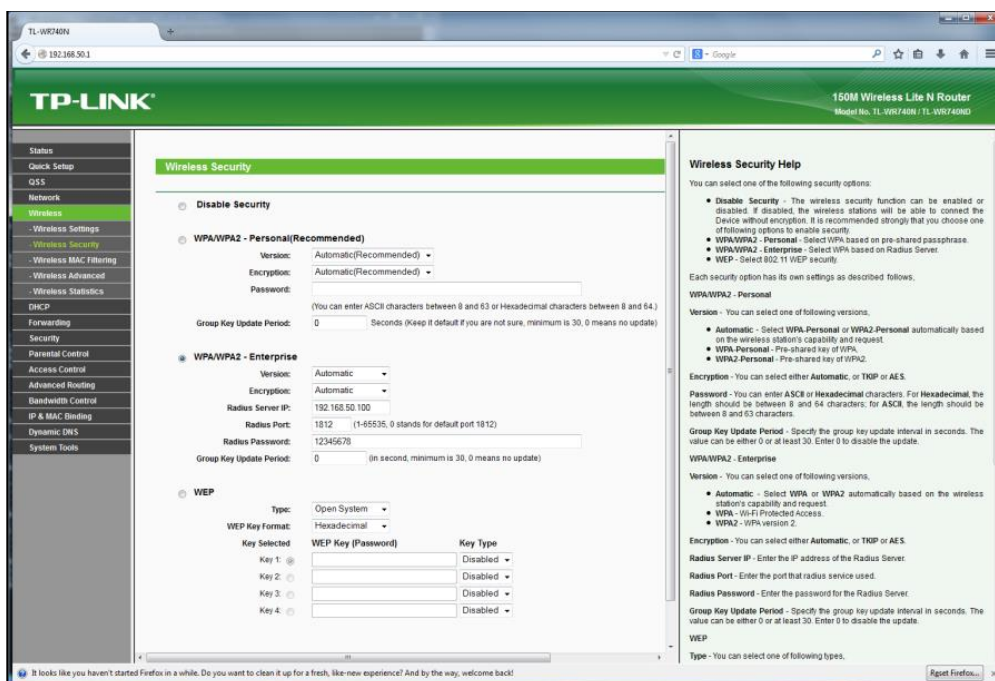 TL-WR740N
192.168.50.1
Google
TP-LINK
150M Wireless Lite N Router
Model No. TL-WR740N / TL-WR740ND
Status
Quick Setup
QSS
Network
Wireless
- Wireless Settings
- Wireless Security
- Wireless MAC Filtering
- Wireless Advanced
- Wireless Statistics
DHCP
Forwarding
Security
Parental Control
Access Control
Advanced Routing
Bandwidth Control
IP & MAC Binding
Dynamic DNS
System Tools
Wireless Security
Disable Security
WPA/WPA2 - Personal(Recommended)
Version: Automatic(Recommended)
Encryption: Automatic(Recommended)
Password:
(You can enter ASCII characters between 8 and 63 or Hexadecimal characters between 8 and 64.)
Group Key Update Period: 0 Seconds (Keep it default if you are not sure, minimum is 30, 0 means no update)
WPA/WPA2 - Enterprise
Version: Automatic
Encryption: Automatic
Radius Server IP: 192.168.50.100
Radius Port: 1812 (1-65535, 0 stands for default port 1812)
Radius Password: 12345678
Group Key Update Period: 0 (in second, minimum is 30, 0 means no update)
WEP
Type: Open System
WEP Key Format: Hexadecimal
Key Selected WEP Key (Password) Key Type
Key 1: Disabled
Key 2: Disabled
Key 3: Disabled
Key 4: Disabled
Wireless Security Help
You can select one of the following security options:
Disable Security - The wireless security function can be enabled or
disabled. If disabled, the wireless stations will be able to connect the
Device without encryption. It is recommended strongly that you choose one
of following options to enable security.
WPA/WPA2 - Personal - Select WPA based on pre-shared passphrase.
WPA/WPA2 - Enterprise - Select WPA based on Radius Server.
WEP - Select 802.11 WEP security.
Each security option has its own settings as described follows,
WPA/WPA2 - Personal
Version - You can select one of following versions,
Automatic - Select WPA-Personal or WPA2-Personal automatically based
on the wireless station's capability and request.
WPA-Personal - Pre-shared key of WPA.
WPA2-Personal - Pre-shared key of WPA2.
Encryption - You can select either Automatic, or TKIP or AES.
Password - You can enter ASCII or Hexadecimal characters. For Hexadecimal, the
length should be between 8 and 64 characters; for ASCII, the length should be
between 8 and 63 characters.
Group Key Update Period - Specify the group key update interval in seconds. The
value can be either 0 or at least 30. Enter 0 to disable the update.
WPA/WPA2 - Enterprise
Version - You can select one of following versions,
Automatic - Select WPA or WPA2 automatically based on the wireless
station's capability and request.
WPA - Wi-Fi Protected Access.
WPA2 - WPA version 2.
Encryption - You can select either Automatic, or TKIP or AES.
Radius Server IP - Enter the IP address of the Radius Server.
Radius Port - Enter the port that radius service used.
Radius Password - Enter the password for the Radius Server.
Group Key Update Period - Specify the group key update interval in seconds. The
value can be either 0 or at least 30. Enter 0 to disable the update.
WEP
Type - You can select one of following types,
It looks like you haven't started Firefox in a while. Do you want to clean it up for a fresh, like-new experience? And by the way, welcome back!
Reset Firefox...